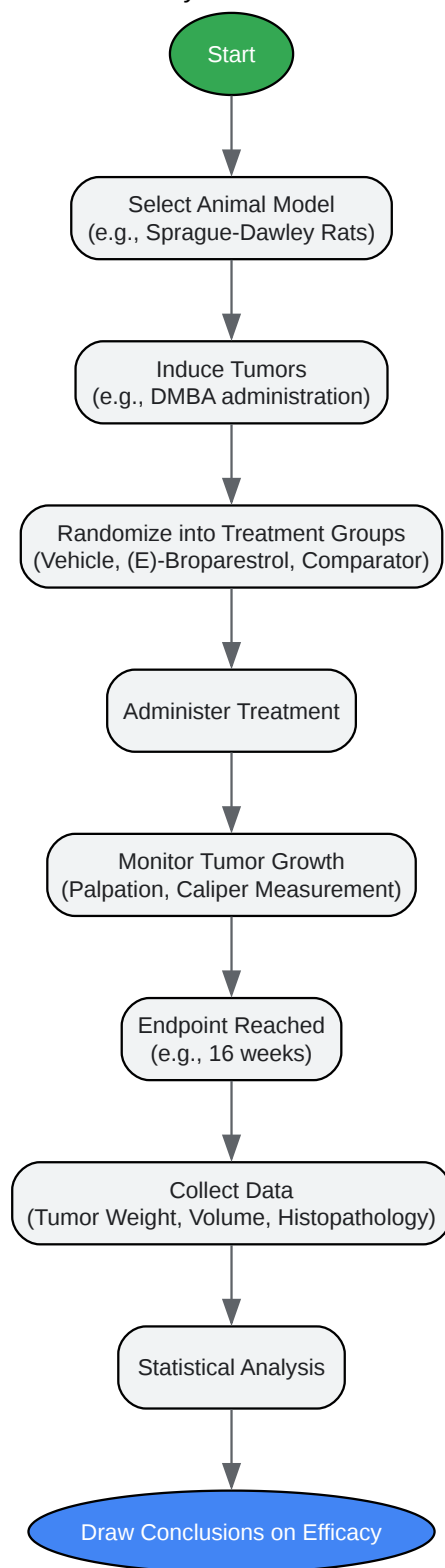 Start
Select Animal Model
(e.g., Sprague-Dawley Rats)
Induce Tumors
(e.g., DMBA administration)
Randomize into Treatment Groups
(Vehicle, (E)-Broparestrol, Comparator)
Administer Treatment
Monitor Tumor Growth
(Palpation, Caliper Measurement)
Endpoint Reached
(e.g., 16 weeks)
Collect Data
(Tumor Weight, Volume, Histopathology)
Statistical Analysis
Draw Conclusions on Efficacy